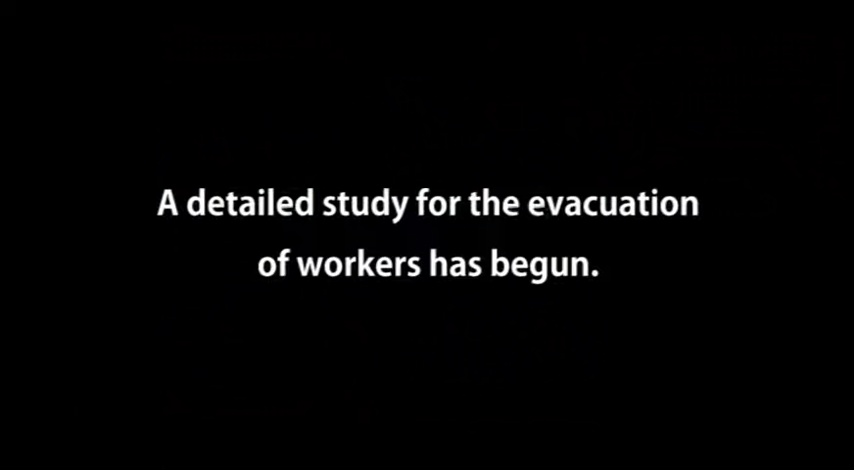 A detailed study for the evacuation
of workers has begun.